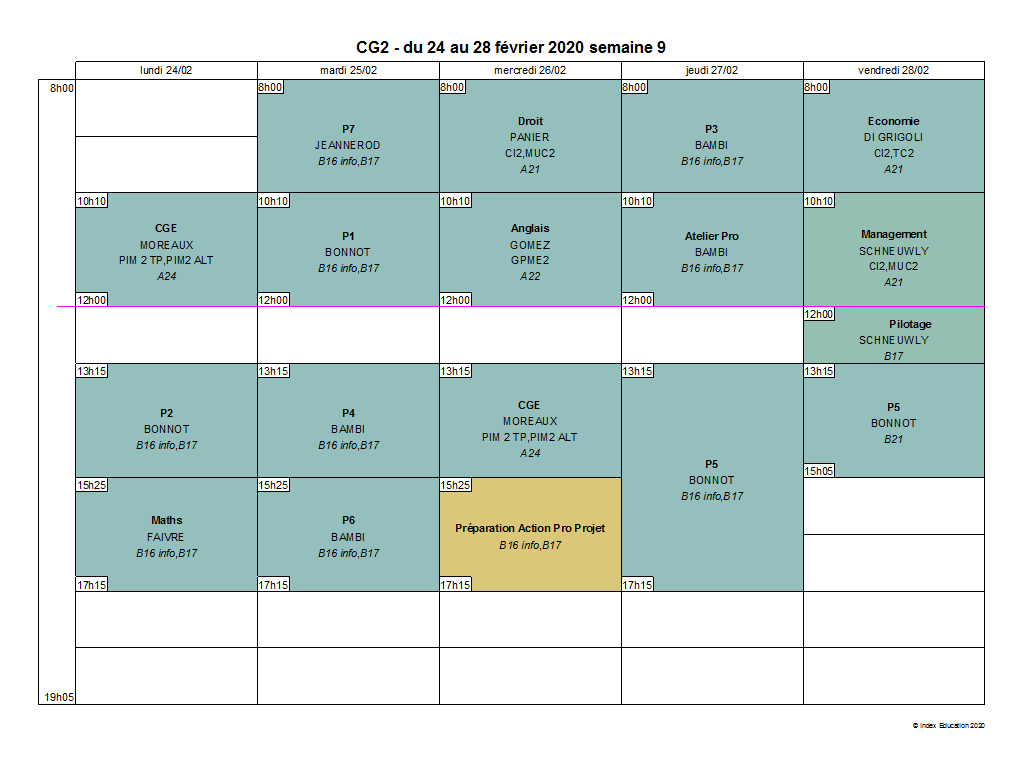 CG2 - du 24 au 28 février 2020 semaine 9
lundi 24/02
mardi 25/02
mercredi 26/02
jeudi 27/02
vendredi 28/02
8h00
8h00
P7
JEANNEROD
B16 info,B17
8h00
Droit
PANIER
CI2,MUC2
A21
8h00
P3
BAMBI
B16 info,B17
8h00
Economie
DI GRIGOLI
CI2,TC2
A21
10h10
CGE
MOREAUX
PIM 2 TP,PIM2 ALT
A24
12h00
10h10
P1
BONNOT
B16 info,B17
12h00
10h10
Anglais
GOMEZ
GPME2
A22
12h00
10h10
Atelier Pro
BAMBI
B16 info,B17
12h00
10h10
Management
SCHNEUWLY
CI2,MUC2
A21
12h00
Pilotage
SCHNEUWLY
B17
13h15
P2
BONNOT
B16 info,B17
13h15
P4
BAMBI
B16 info,B17
13h15
CGE
MOREAUX
PIM 2 TP,PIM2 ALT
A24
13h15
P5
BONNOT
B16 info,B17
17h15
13h15
P5
BONNOT
B21
15h05
15h25
Maths
FAIVRE
B16 info,B17
17h15
15h25
P6
BAMBI
B16 info,B17
17h15
15h25
Préparation Action Pro Projet
B16 info,B17
17h15
19h05
© Index Education 2020